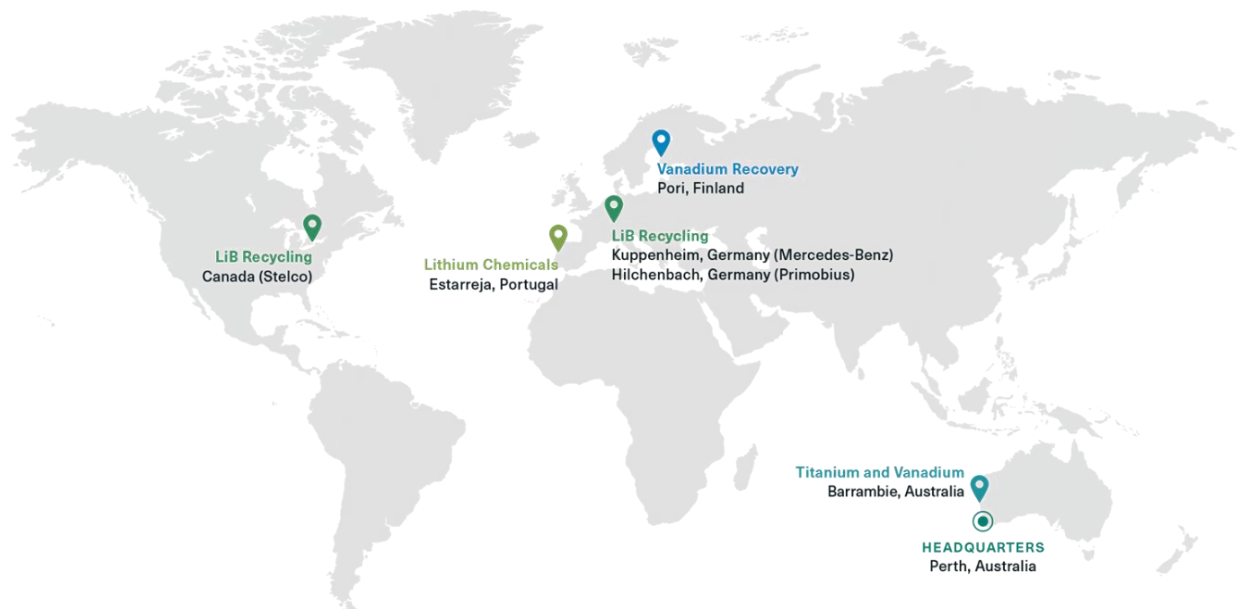 Vanadium Recovery
Pori, Finland
LiB Recycling
Kuppenheim, Germany (Mercedes-Benz)
Hilchenbach, Germany (Primobius)
LiB Recycling
Canada (Stelco)
Lithium Chemicals
Estarreja, Portugal
Titanium and Vanadium
Barrambie, Australia
HEADQUARTERS
Perth, Australia